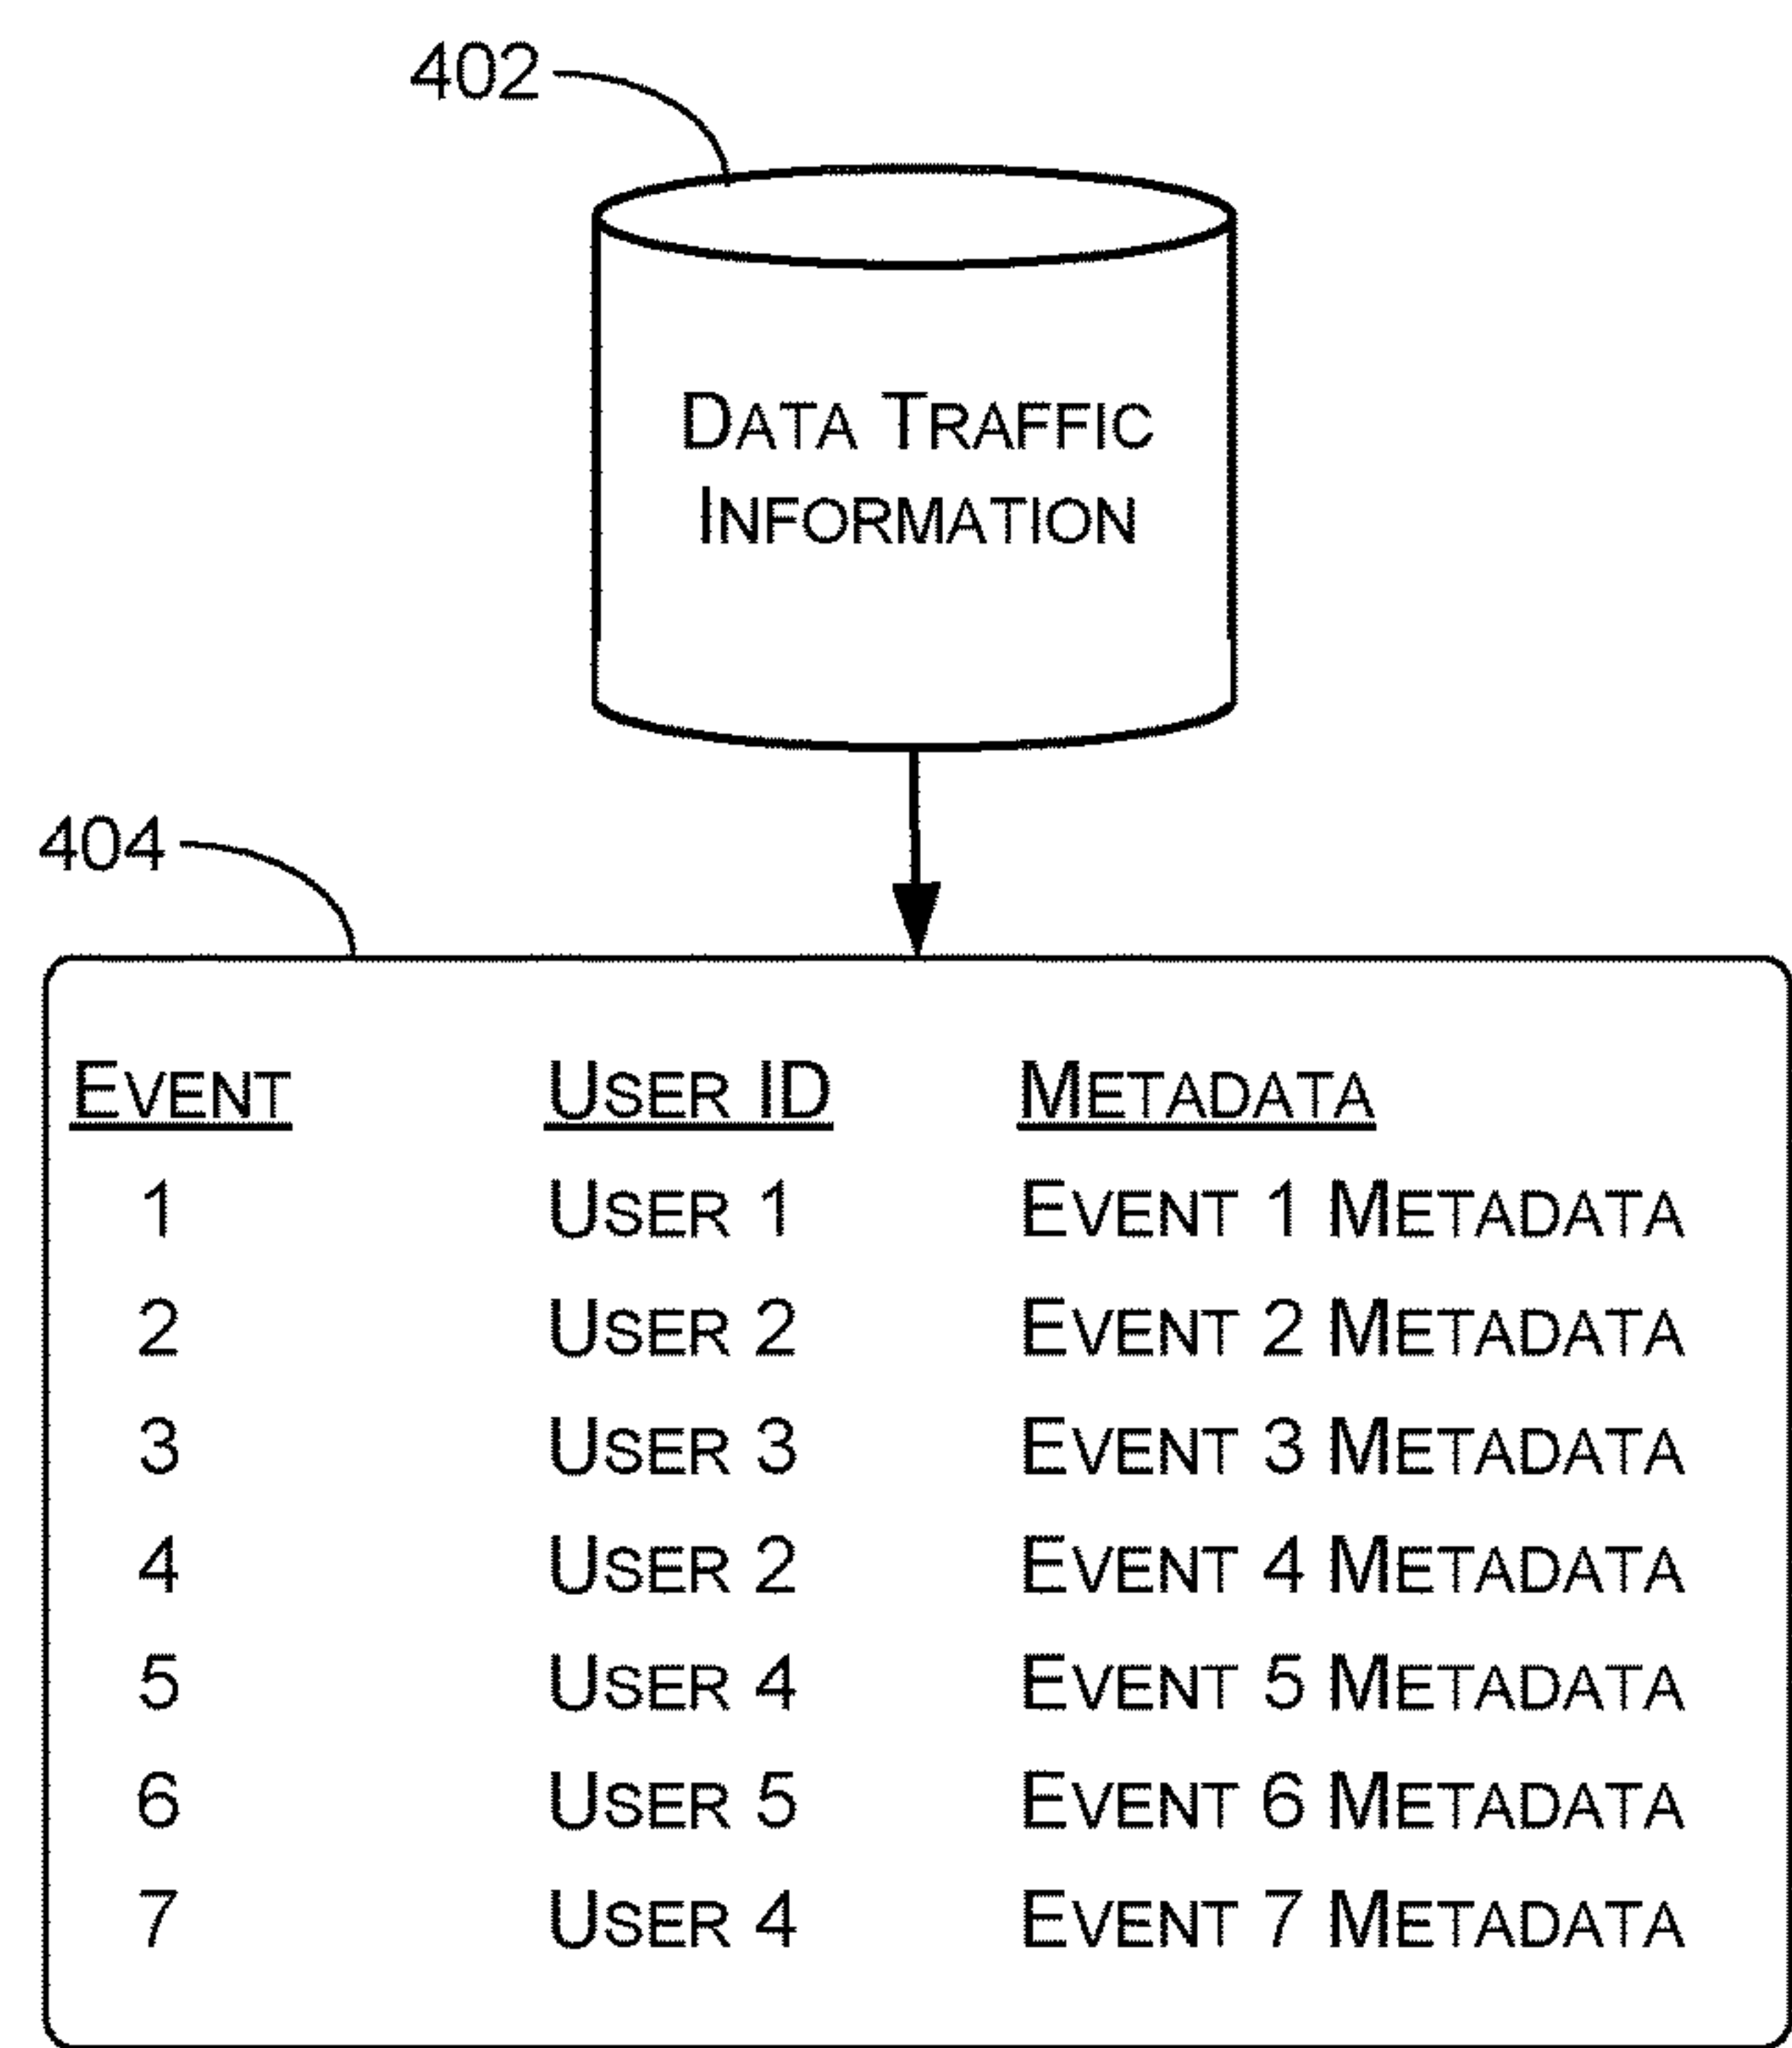 402
DATA TRAFFIC
INFORMATION
404
EVENT USER ID METADATA
1 USER 1 EVENT 1 METADATA
2 USER 2 EVENT 2 METADATA
3 USER 3 EVENT 3 METADATA
4 USER 2 EVENT 4 METADATA
5 USER 4 EVENT 5 METADATA
6 USER 5 EVENT 6 METADATA
7 USER 4 EVENT 7 METADATA